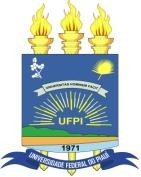 UNIVERSITAS HOMINEM FACIT
UFPI
1971
UNIVERSIDADE FEDERAL DO PIAUÍ